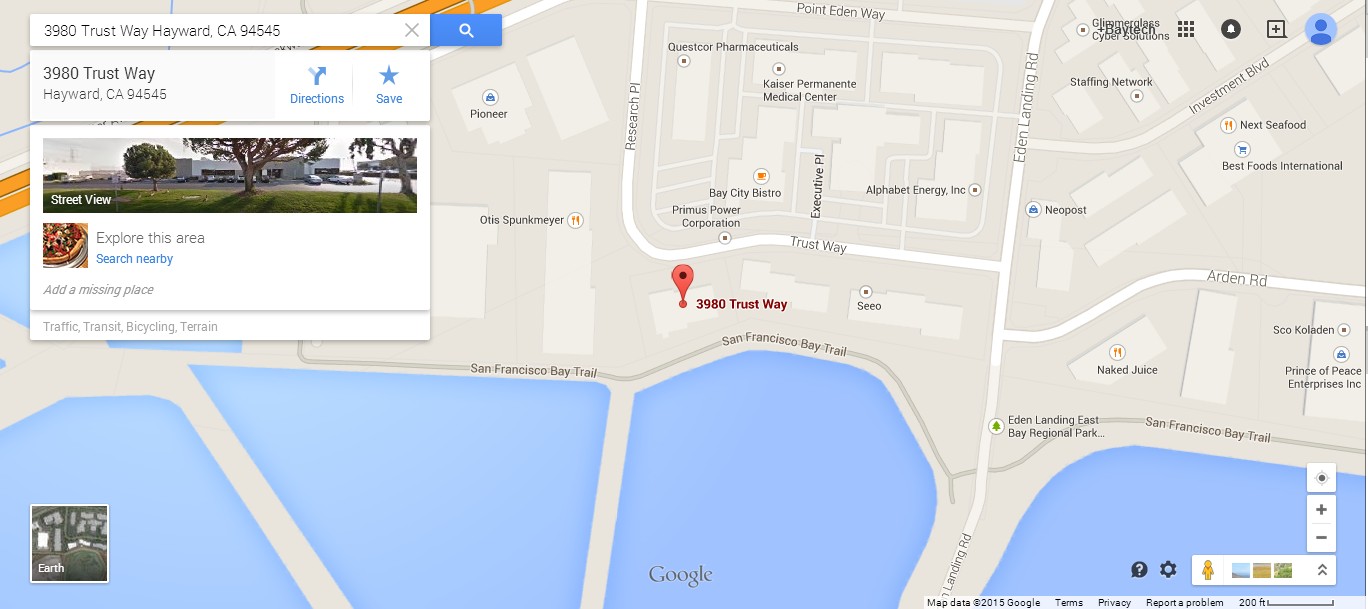 3980 Trust Way Hayward, CA 94545
3980 Trust Way
Hayward, CA 94545
Directions
Save
Street View
Explore this area
Search nearby
Add a missing place
Traffic, Transit, Bicycling, Terrain
Earth
Point Eden Way
Glimmerglass
Cyber Solutions
+Baytech
Questcor Pharmaceuticals
Kaiser Permanente
Medical Center
Staffing Network
Investment Blvd
Pioneer
Research Pl
Eden Landing Rd
Next Seafood
Best Foods International
Bay City Bistro
Executive Pl
Alphabet Energy, Inc
Otis Spunkmeyer
Primus Power
Corporation
Neopost
Trust Way
Arden Rd
3980 Trust Way
Seeo
San Francisco Bay Trail
San Francisco Bay Trail
Sco Koladen
Naked Juice
Prince of Peace
Enterprises Inc
Eden Landing East
Bay Regional Park...
San Francisco Bay Trail
Landing Rd
Google
Map data ©2015 Google
Terms
Privacy
Report a problem
200 ft